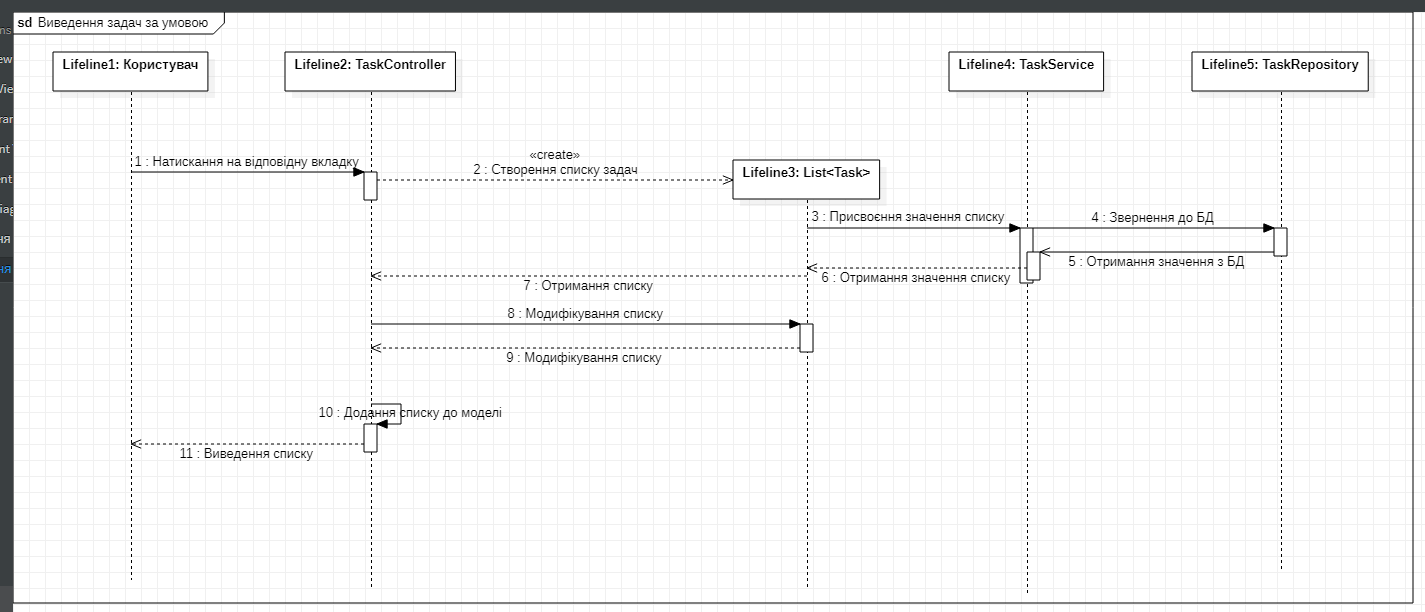 sd Виведення задач за умовою
Lifeline1: Користувач
Lifeline2: TaskController
Lifeline4: TaskService
Lifeline5: TaskRepository
1 : Натискання на відповідну вкладку
«create»
2 : Створення списку задач
Lifeline3: List<Task>
3 : Присвоєння значення списку
4 : Звернення до БД
5 : Отримання значення з БД
6 : Отримання значення списку
7 : Отримання списку
8 : Модифікування списку
9 : Модифікування списку
10 : Додання списку до моделі
11 : Виведення списку